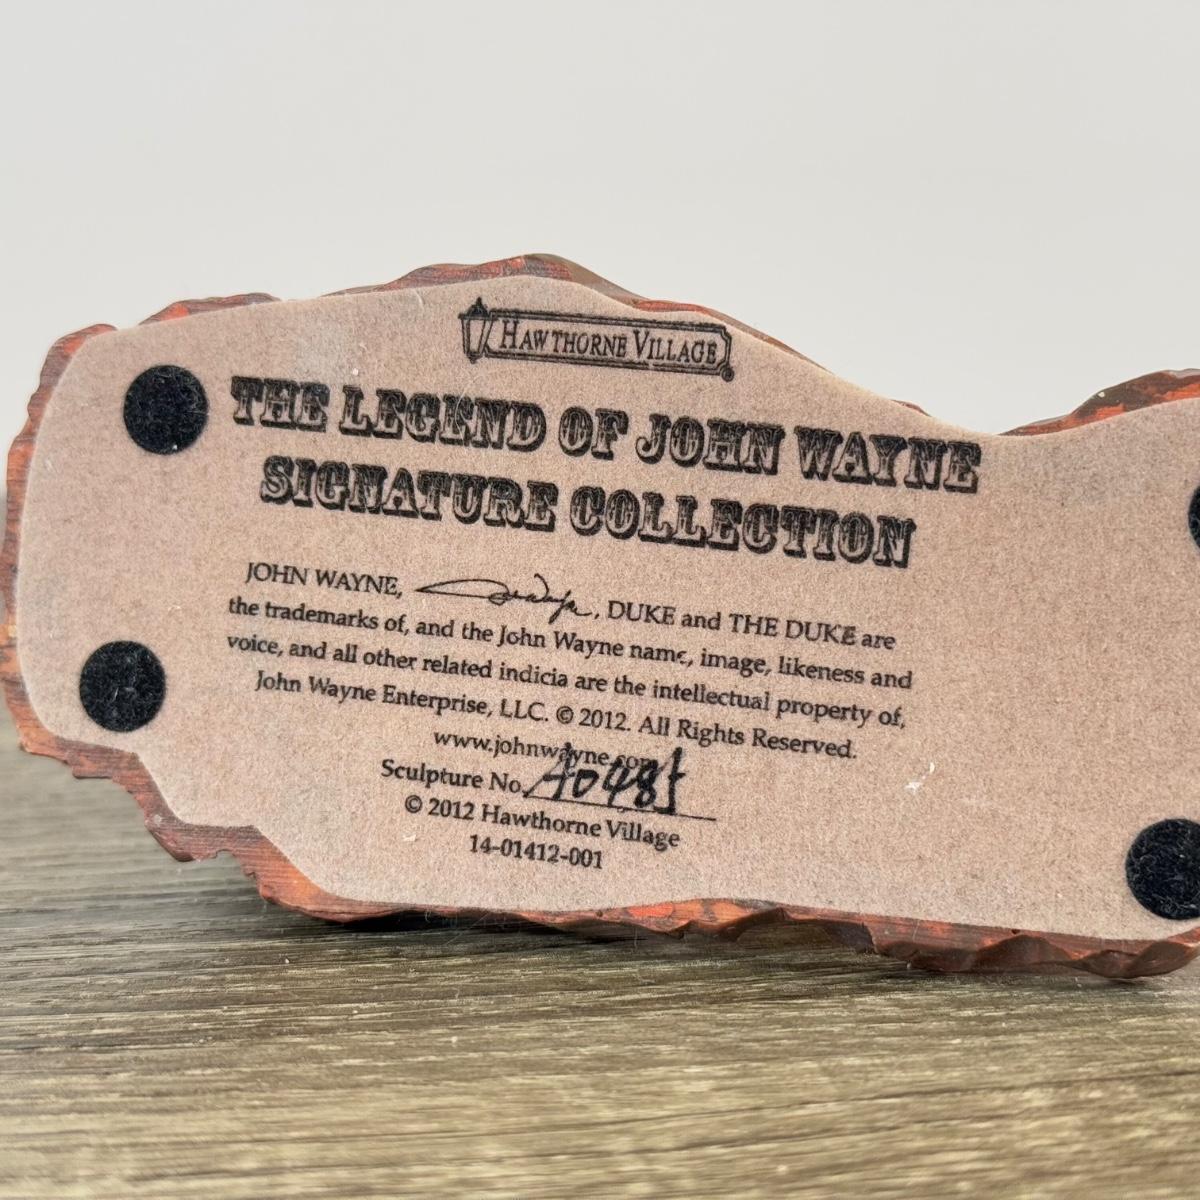 HAWTHORNE VILLAGE
THE LEGEND OF JOHN WAYNE
SIGNATURE COLLECTION
JOHN WAYNE, , DUKE and THE DUKE are
the trademarks of, and the John Wayne name, image, likeness and
voice, and all other related indicia are the intellectual property of,
John Wayne Enterprise, LLC. © 2012. All Rights Reserved.
www.johnwayne.com
Sculpture No.
© 2012 Hawthorne Village
14-01412-001